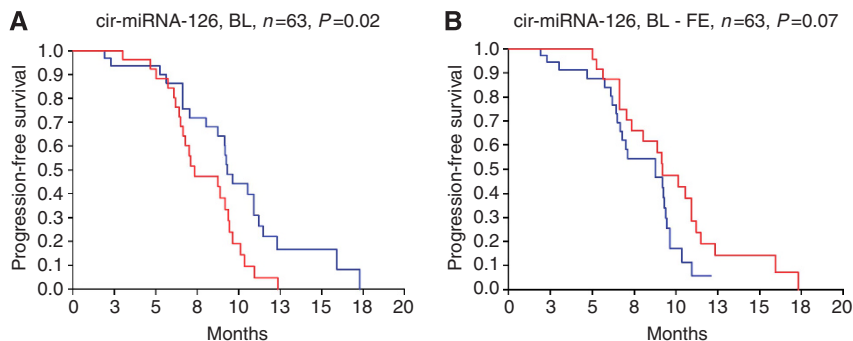 A
cir-miRNA-126, BL, n=63, P=0.02
Progression-free survival
1.0
0.9
0.8
0.7
0.6
0.5
0.4
0.3
0.2
0.1
0.0
0 3 5 8 10 13 15 18 20
Months
B
cir-miRNA-126, BL - FE, n=63, P=0.07
Progression-free survival
1.0
0.9
0.8
0.7
0.6
0.5
0.4
0.3
0.2
0.1
0.0
0 3 5 8 10 13 15 18 20
Months